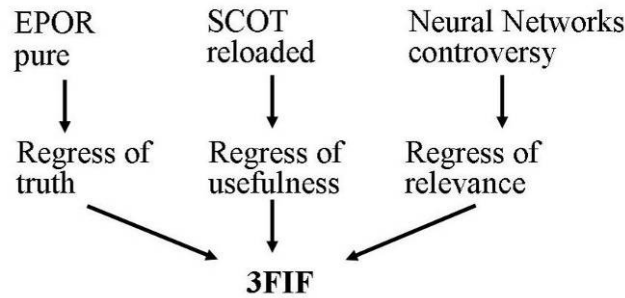 EPOR
pure
SCOT
reloaded
Neural Networks
controversy
Regress of
truth
Regress of
usefulness
Regress of
relevance
3FIF